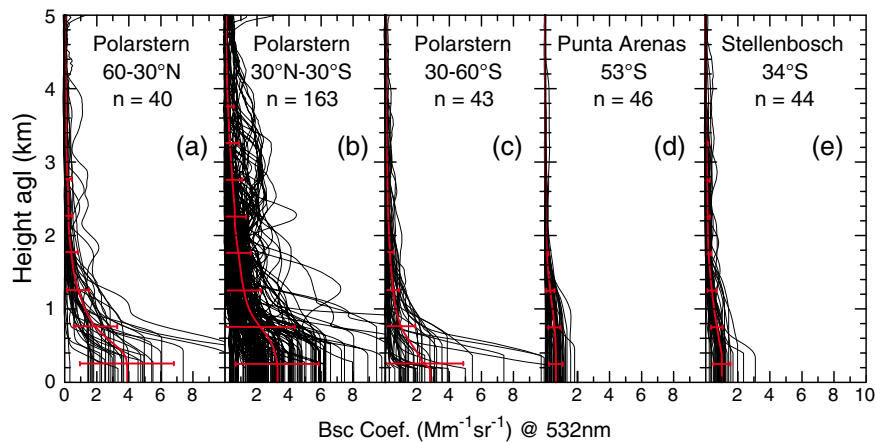 5
4
3
2
1
0
Height agl (km)
Polarstern
60-30°N
n = 40
(a)
Polarstern
30°N-30°S
n = 163
(b)
Polarstern
30-60°S
n = 43
(c)
Punta Arenas
53°S
n = 46
(d)
Stellenbosch
34°S
n = 44
(e)
0 2 4 6 8 2 4 6 8 2 4 6 8 2 4 6 8 2 4 6 8 10
Bsc Coef. (Mm⁻¹sr⁻¹) @ 532nm